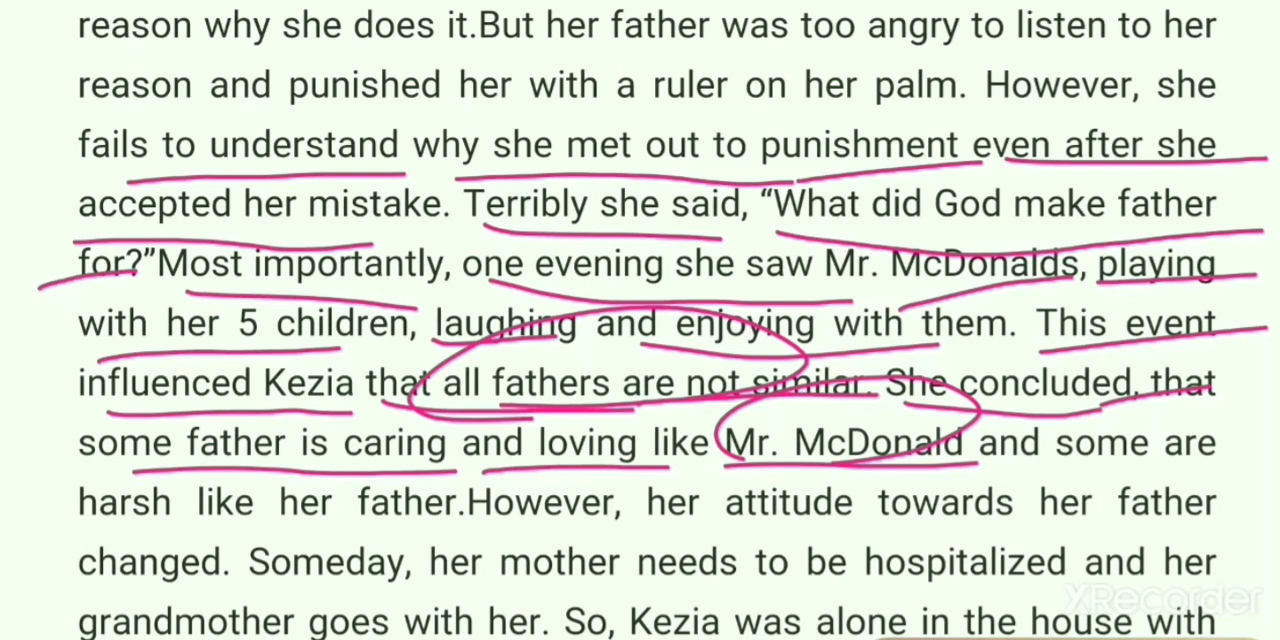 reason why she does it.But her father was too angry to listen to her
reason and punished her with a ruler on her palm. However, she
fails to understand why she met out to punishment even after she
accepted her mistake. Terribly she said, “What did God make father
for?”Most importantly, one evening she saw Mr. McDonalds, playing
with her 5 children, laughing and enjoying with them. This event
influenced Kezia that all fathers are not similar. She concluded, that
some father is caring and loving like Mr. McDonald and some are
harsh like her father.However, her attitude towards her father
changed. Someday, her mother needs to be hospitalized and her
grandmother goes with her. So, Kezia was alone in the house with
XRecorder